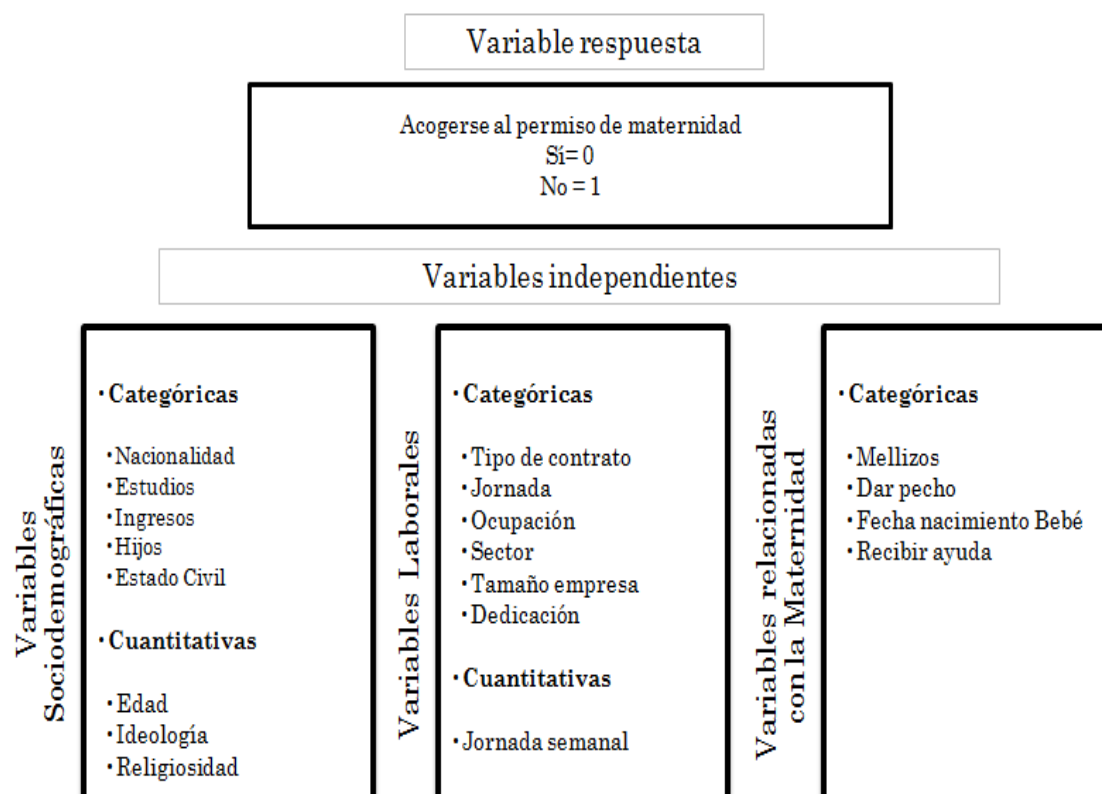 Variable respuesta
Acogerse al permiso de maternidad
Sí= 0
No = 1
Variables independientes
Variables
Sociodemográficas
• Categóricas
• Nacionalidad
• Estudios
• Ingresos
• Hijos
• Estado Civil
• Cuantitativas
• Edad
• Ideología
• Religiosidad
Variables Laborales
• Categóricas
• Tipo de contrato
• Jornada
• Ocupación
• Sector
• Tamaño empresa
• Dedicación
• Cuantitativas
• Jornada semanal
Variables relacionadas
con la Maternidad
• Categóricas
• Mellizos
• Dar pecho
• Fecha nacimiento Bebé
• Recibir ayuda